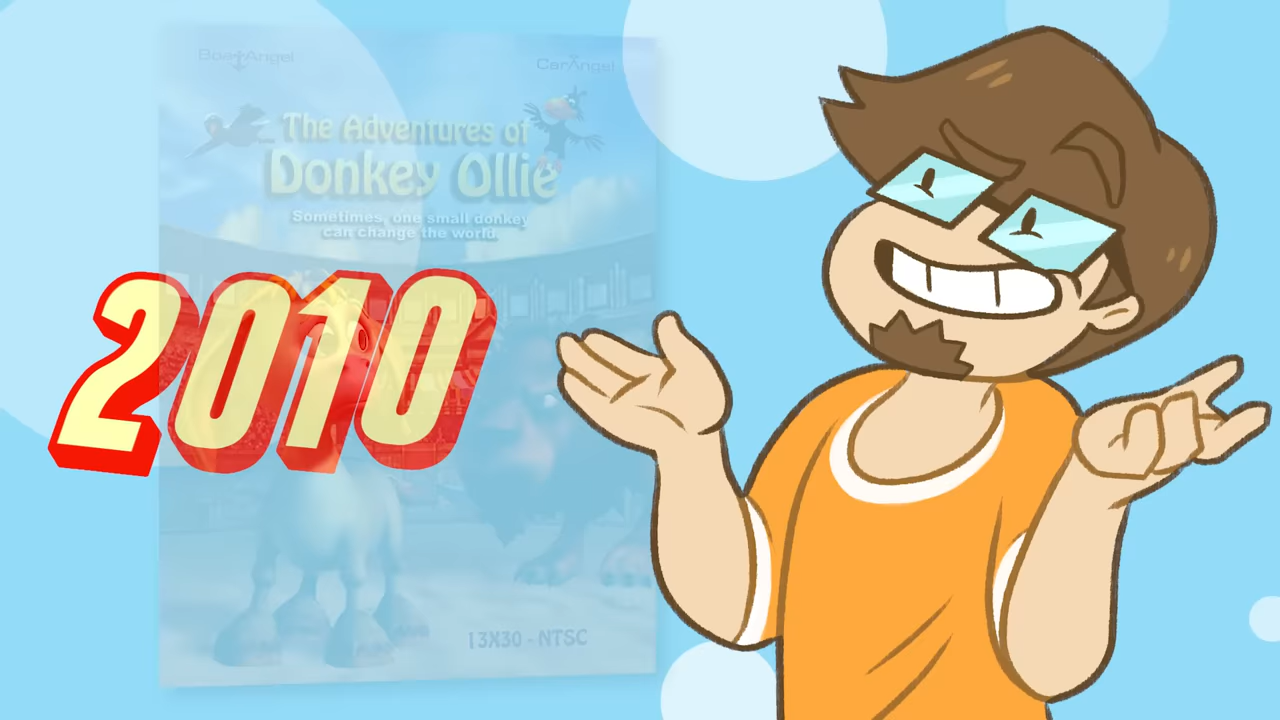 BoatAngel
CarAngel
The Adventures of
Donkey Ollie
Sometimes, one small donkey
can change the world.
2010
13X30 - NTSC